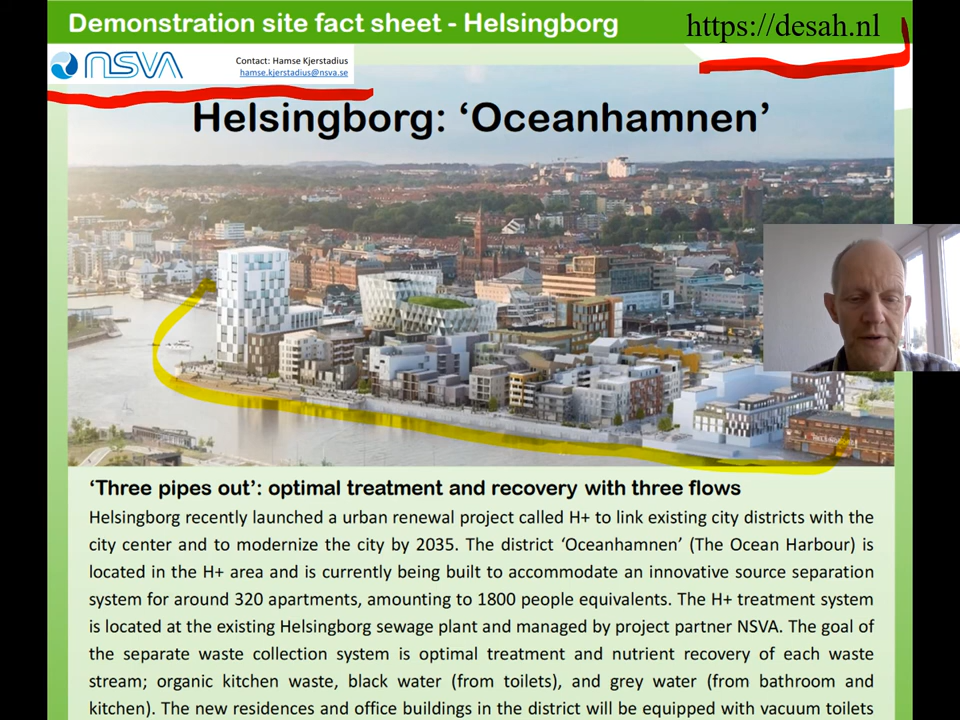 Demonstration site fact sheet - Helsingborg
https://desah.nl
nsva
Contact: Hamse Kjerstadius
hamse.kjerstadius@nsva.se
Helsingborg: ‘Oceanhamnen’
‘Three pipes out’: optimal treatment and recovery with three flows
Helsingborg recently launched a urban renewal project called H+ to link existing city districts with the
city center and to modernize the city by 2035. The district ‘Oceanhamnen’ (The Ocean Harbour) is
located in the H+ area and is currently being built to accommodate an innovative source separation
system for around 320 apartments, amounting to 1800 people equivalents. The H+ treatment system
is located at the existing Helsingborg sewage plant and managed by project partner NSVA. The goal of
the separate waste collection system is optimal treatment and nutrient recovery of each waste
stream; organic kitchen waste, black water (from toilets), and grey water (from bathroom and
kitchen). The new residences and office buildings in the district will be equipped with vacuum toilets